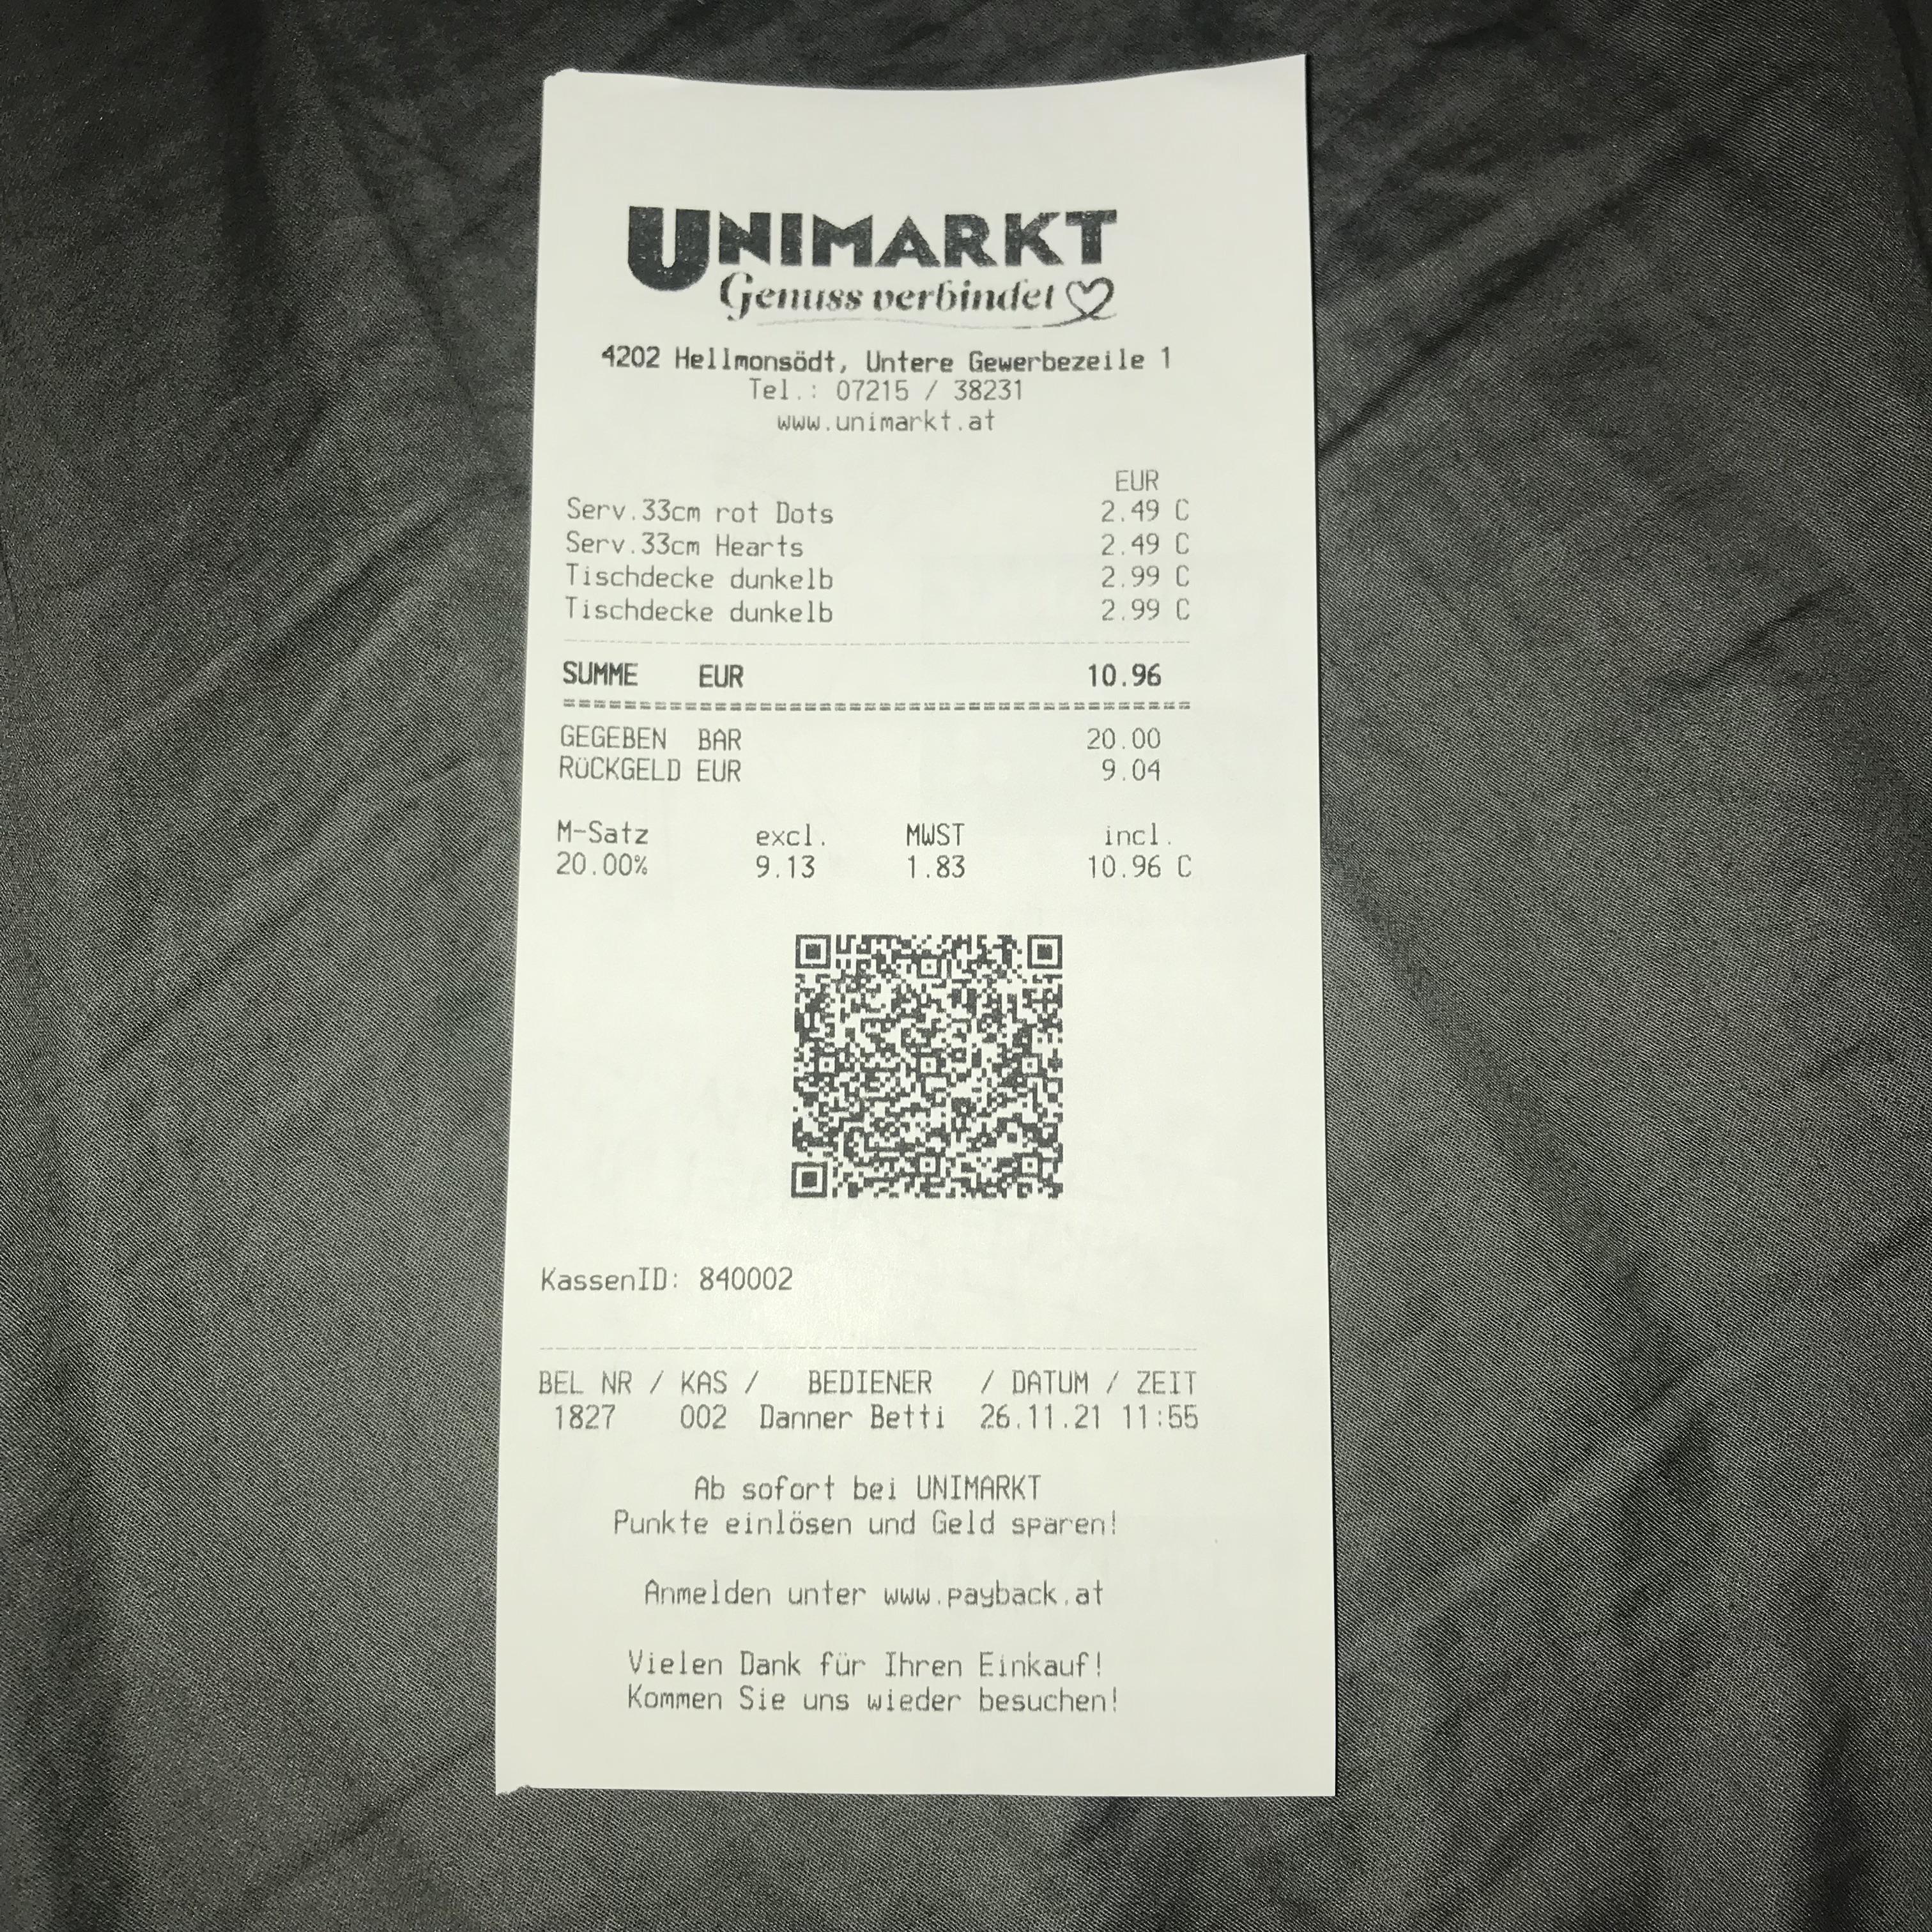 UNIMARKT
Genuss verbindet
4202 Hellmonsödt, Untere Gewerbezeile 1
Tel.: 07215 / 38231
www.unimarkt.at
EUR
Serv.33cm rot Dots 2.49 C
Serv.33cm Hearts 2.49 C
Tischdecke dunkelb 2.99 C
Tischdecke dunkelb 2.99 C
SUMME EUR 10.96
GEGEBEN BAR 20.00
RÜCKGELD EUR 9.04
M-Satz excl. MWST incl.
20.00% 9.13 1.83 10.96 C
KassenID: 840002
BEL NR / KAS / BEDIENER / DATUM / ZEIT
1827 002 Danner Betti 26.11.21 11:55
Ab sofort bei UNIMARKT
Punkte einlösen und Geld sparen!
Anmelden unter www.payback.at
Vielen Dank für Ihren Einkauf!
Kommen Sie uns wieder besuchen!